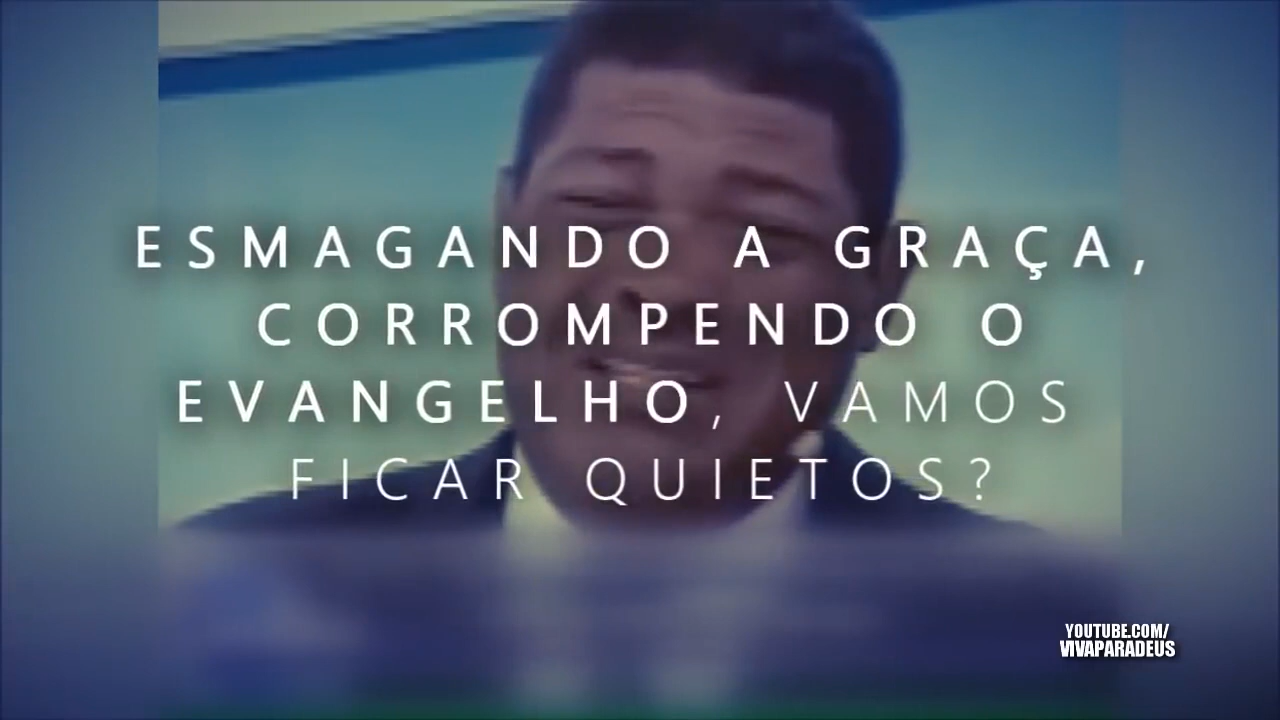 ESMAGANDO A GRAÇA,
CORROMPENDO O
EVANGELHO, VAMOS
FICAR QUIETOS?
YOUTUBE.COM/
VIVAPARADEUS